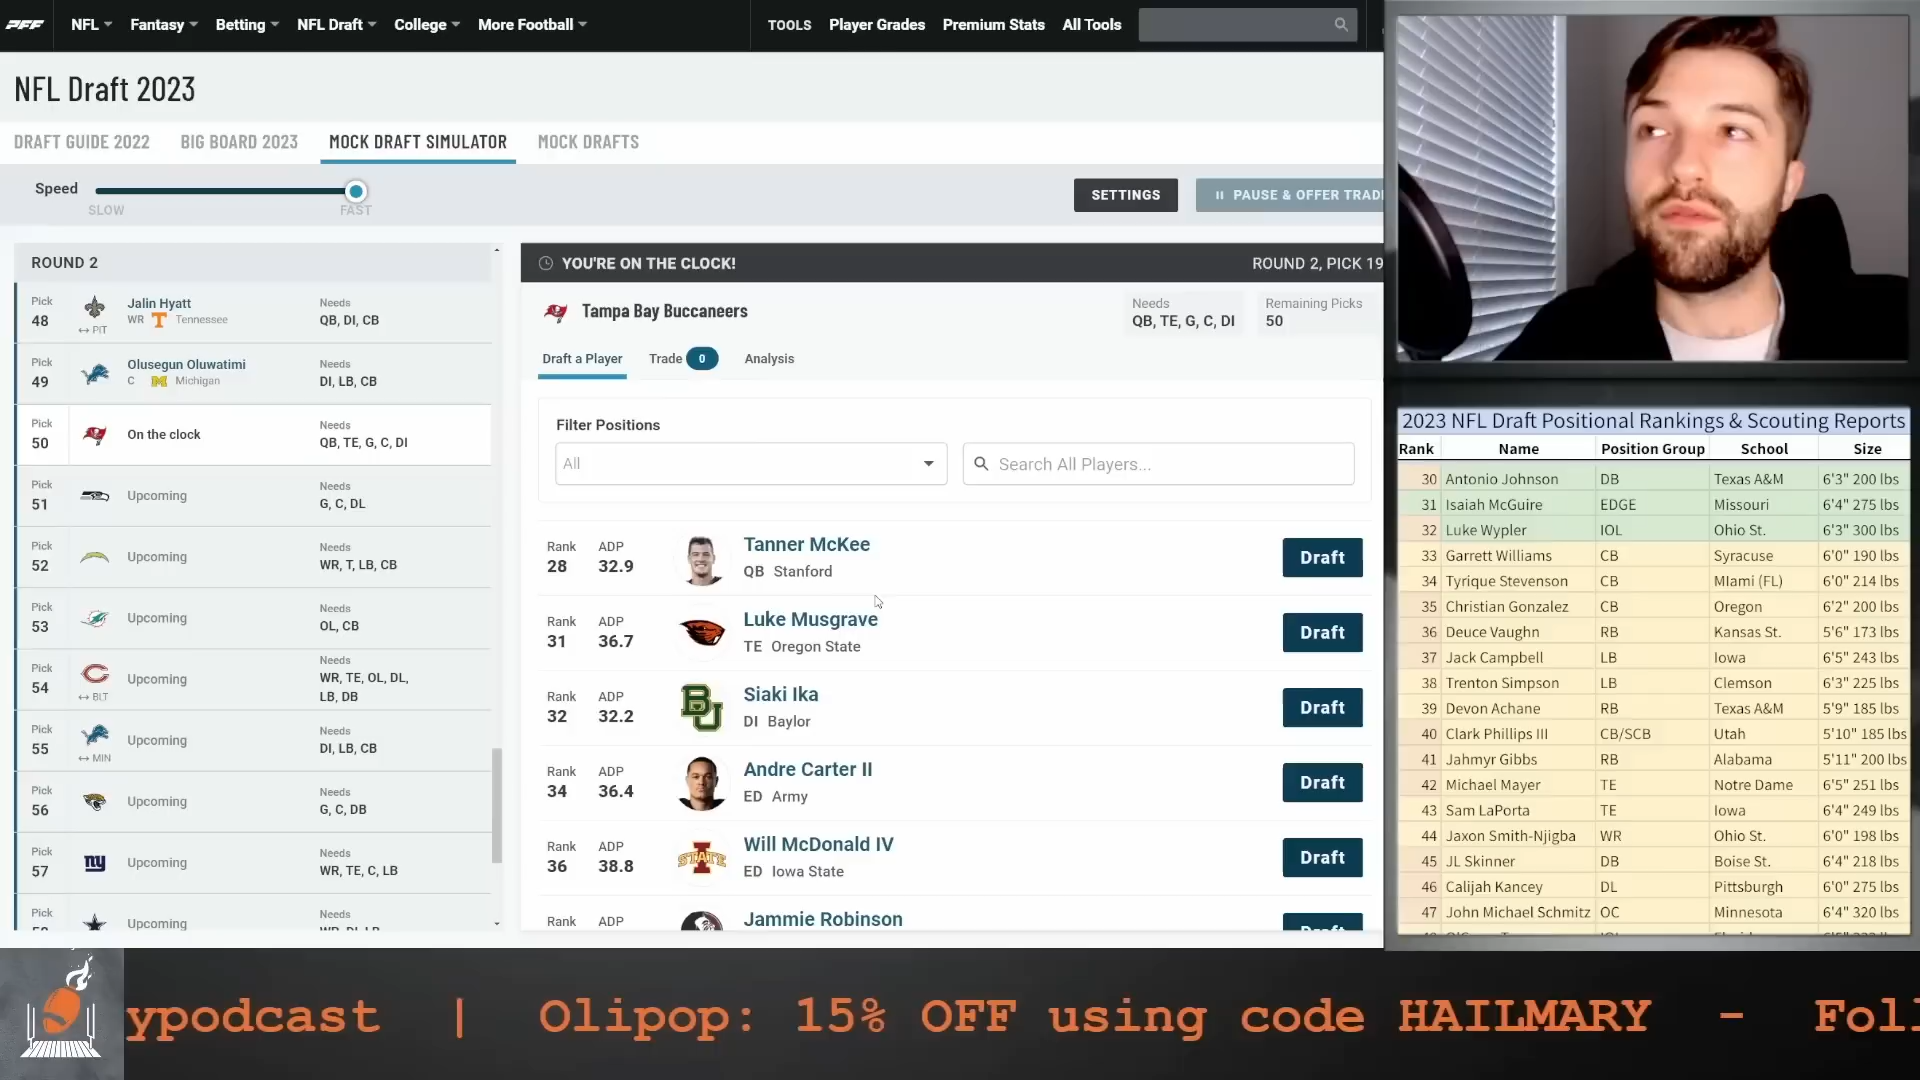 PFF
NFL
Fantasy
Betting
NFL Draft
College
More Football
TOOLS
Player Grades
Premium Stats
All Tools
NFL Draft 2023
DRAFT GUIDE 2022
BIG BOARD 2023
MOCK DRAFT SIMULATOR
MOCK DRAFTS
Speed
SLOW
FAST
SETTINGS
PAUSE & OFFER TRAD
ROUND 2
Pick
48
↔ PIT
Jalin Hyatt
WR T Tennessee
Needs
QB, DI, CB
Pick
49
Olusegun Oluwatimi
C M Michigan
Needs
DI, LB, CB
Pick
50
On the clock
Needs
QB, TE, G, C, DI
Pick
51
Upcoming
Needs
G, C, DL
Pick
52
Upcoming
Needs
WR, T, LB, CB
Pick
53
Upcoming
Needs
OL, CB
Pick
54
↔ BLT
Upcoming
Needs
WR, TE, OL, DL,
LB, DB
Pick
55
↔ MIN
Upcoming
Needs
DI, LB, CB
Pick
56
Upcoming
Needs
G, C, DB
Pick
57
ny
Upcoming
Needs
WR, TE, C, LB
Pick
Upcoming
Needs
YOU'RE ON THE CLOCK!
ROUND 2, PICK 19
Tampa Bay Buccaneers
Needs
QB, TE, G, C, DI
Remaining Picks
50
Draft a Player
Trade 0
Analysis
Filter Positions
All
Search All Players...
Rank
28
ADP
32.9
Tanner McKee
QB Stanford
Draft
Rank
31
ADP
36.7
Luke Musgrave
TE Oregon State
Draft
Rank
32
ADP
32.2
BU
Siaki Ika
DI Baylor
Draft
Rank
34
ADP
36.4
Andre Carter II
ED Army
Draft
Rank
36
ADP
38.8
STATE
Will McDonald IV
ED Iowa State
Draft
Rank
ADP
Jammie Robinson
Draft
2023 NFL Draft Positional Rankings & Scouting Reports
Rank Name Position Group School Size
30 Antonio Johnson DB Texas A&M 6'3" 200 lbs
31 Isaiah McGuire EDGE Missouri 6'4" 275 lbs
32 Luke Wypler IOL Ohio St. 6'3" 300 lbs
33 Garrett Williams CB Syracuse 6'0" 190 lbs
34 Tyrique Stevenson CB MIami (FL) 6'0" 214 lbs
35 Christian Gonzalez CB Oregon 6'2" 200 lbs
36 Deuce Vaughn RB Kansas St. 5'6" 173 lbs
37 Jack Campbell LB Iowa 6'5" 243 lbs
38 Trenton Simpson LB Clemson 6'3" 225 lbs
39 Devon Achane RB Texas A&M 5'9" 185 lbs
40 Clark Phillips III CB/SCB Utah 5'10" 185 lbs
41 Jahmyr Gibbs RB Alabama 5'11" 200 lbs
42 Michael Mayer TE Notre Dame 6'5" 251 lbs
43 Sam LaPorta TE Iowa 6'4" 249 lbs
44 Jaxon Smith-Njigba WR Ohio St. 6'0" 198 lbs
45 JL Skinner DB Boise St. 6'4" 218 lbs
46 Calijah Kancey DL Pittsburgh 6'0" 275 lbs
47 John Michael Schmitz OC Minnesota 6'4" 320 lbs
ypodcast | Olipop: 15% OFF using code HAILMARY - Foll